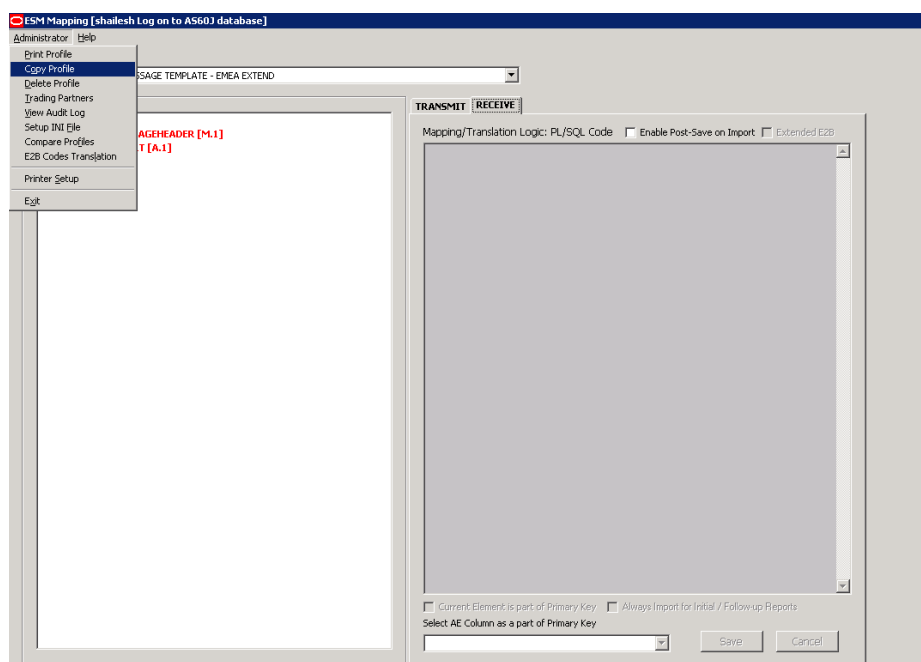 ESM Mapping [shailesh Log on to AS60J database]
Administrator Help
Print Profile
Copy Profile
SAGE TEMPLATE - EMEA EXTEND
Delete Profile
Trading Partners
TRANSMIT RECEIVE
View Audit Log
Setup INI File
AGEHEADER [M.1]
Mapping/Translation Logic: PL/SQL Code Enable Post-Save on Import Extended E2B
Compare Profiles
T [A.1]
E2B Codes Translation
Printer Setup
Exit
Current Element is part of Primary Key Always Import for Initial / Follow-up Reports
Select AE Column as a part of Primary Key
Save Cancel